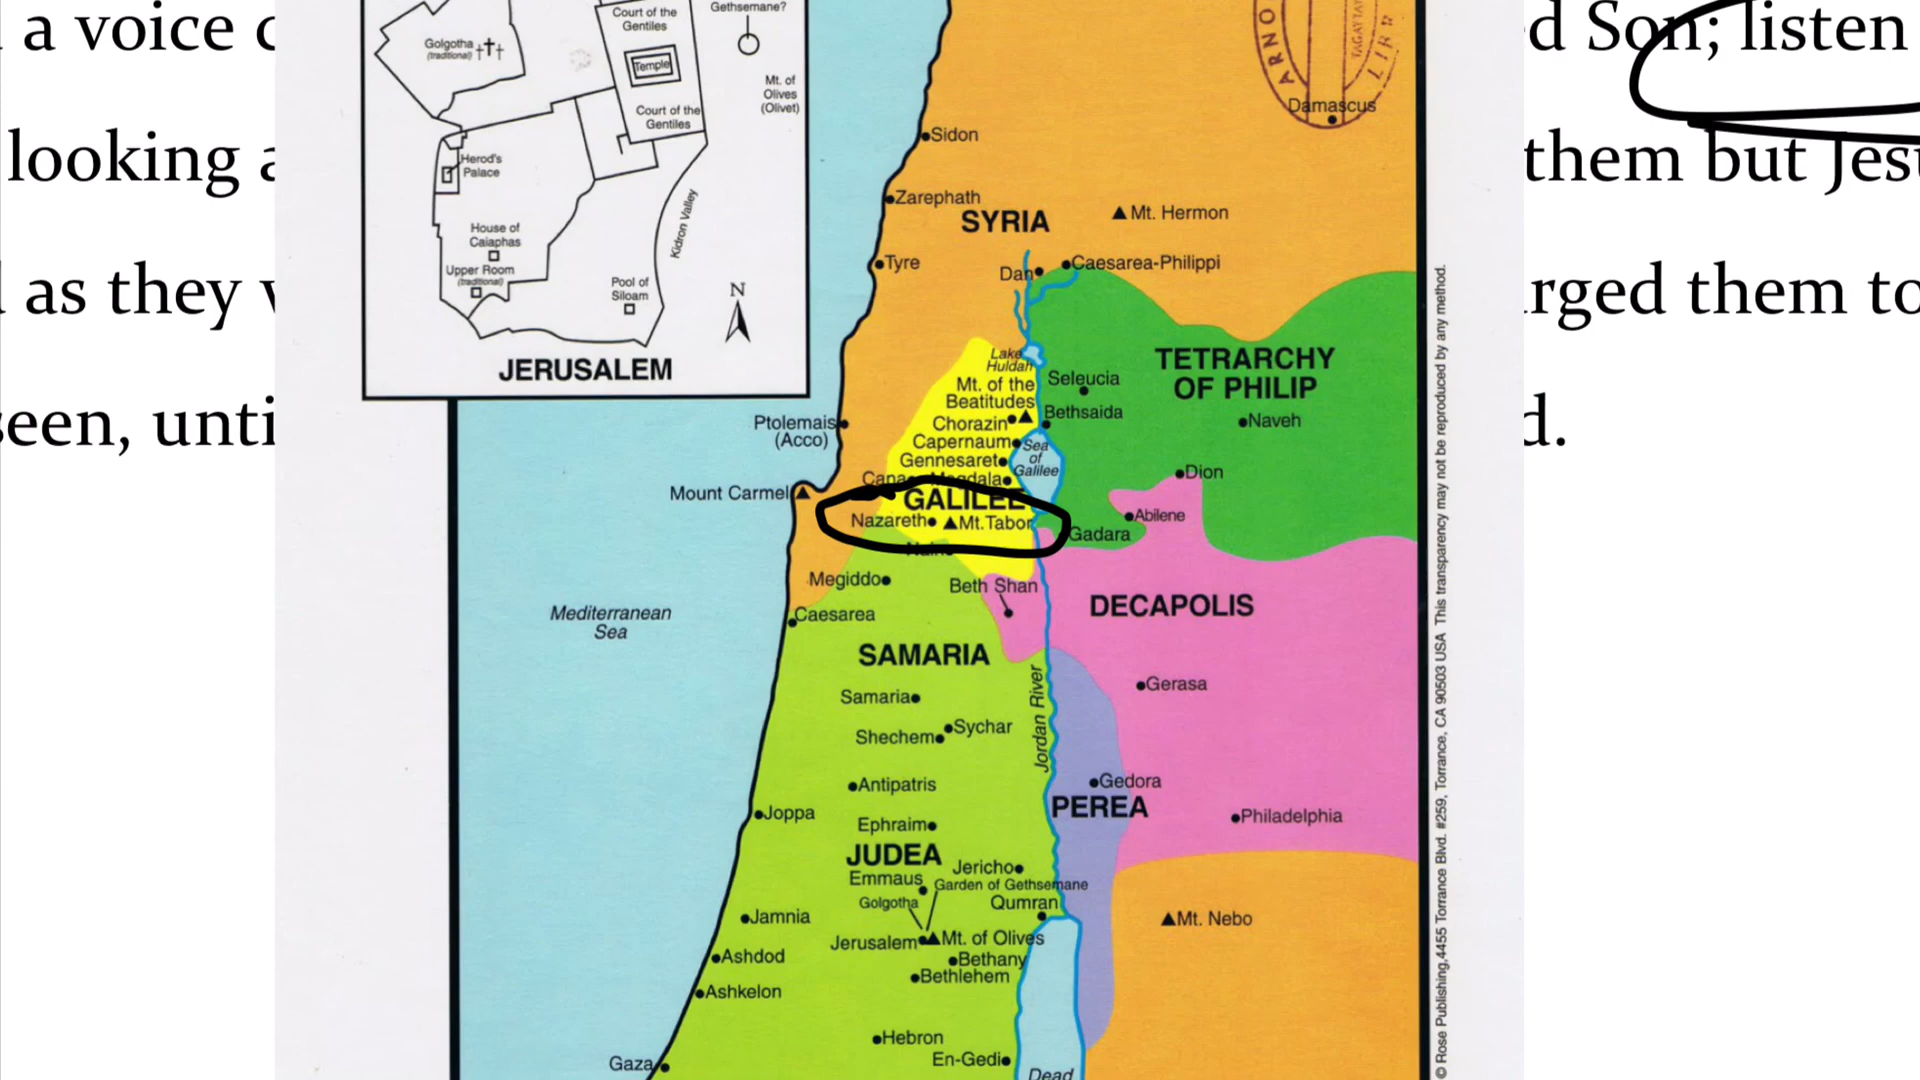 a voice
d Son; listen
looking
them but
as they
rged them to
seen,
d.
Court of the
Gentiles
Gethsemane?
Golgotha
(traditional)
Temple
Mt. of
Olives
(Olivet)
Court of the
Gentiles
Herod's
Palace
House of
Caiaphas
Upper Room
(traditional)
Pool of
Siloam
Kidron Valley
N
JERUSALEM
ARNO
Damascus
Sidon
Zarephath
SYRIA
Mt. Hermon
Tyre
Dan
Caesarea-Philippi
Lake
Huldah
Mt. of the
Beatitudes
Seleucia
TETRARCHY
OF PHILIP
Bethsaida
Naveh
Ptolemais
(Acco)
Chorazin
Capernaum
Gennesaret
Sea
of
Galilee
Cana
Magdala
Dion
Mount Carmel
GALILEE
Nazareth
Mt. Tabor
Abilene
Gadara
Megiddo
Beth Shan
DECAPOLIS
Caesarea
Mediterranean
Sea
SAMARIA
Samaria
Jordan River
Gerasa
Sychar
Shechem
Antipatris
Gedora
PEREA
Joppa
Philadelphia
Ephraim
JUDEA
Jericho
Emmaus
Garden of Gethsemane
Golgotha
Qumran
Jamnia
Mt. Nebo
Jerusalem
Mt. of Olives
Ashdod
Bethany
Bethlehem
Ashkelon
Hebron
En-Gedi
Gaza
Dead
© Rose Publishing,4455 Torrance Blvd. #259, Torrance, CA 90503 USA This transparency may not be reproduced by any method.